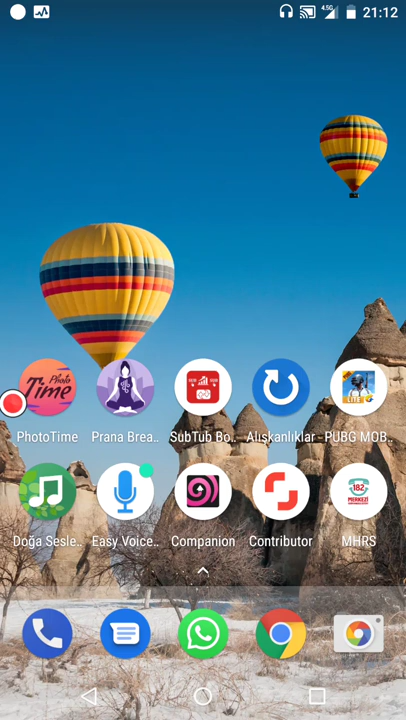 4.5G
21:12
Photo
Time
LITE
PhotoTime
Prana Brea..
SubTub Bo..
Alışkanlıklar -
PUBG MOB..
182
MERKEZİ
Doğa Sesle..
Easy Voice..
Companion
Contributor
MHRS